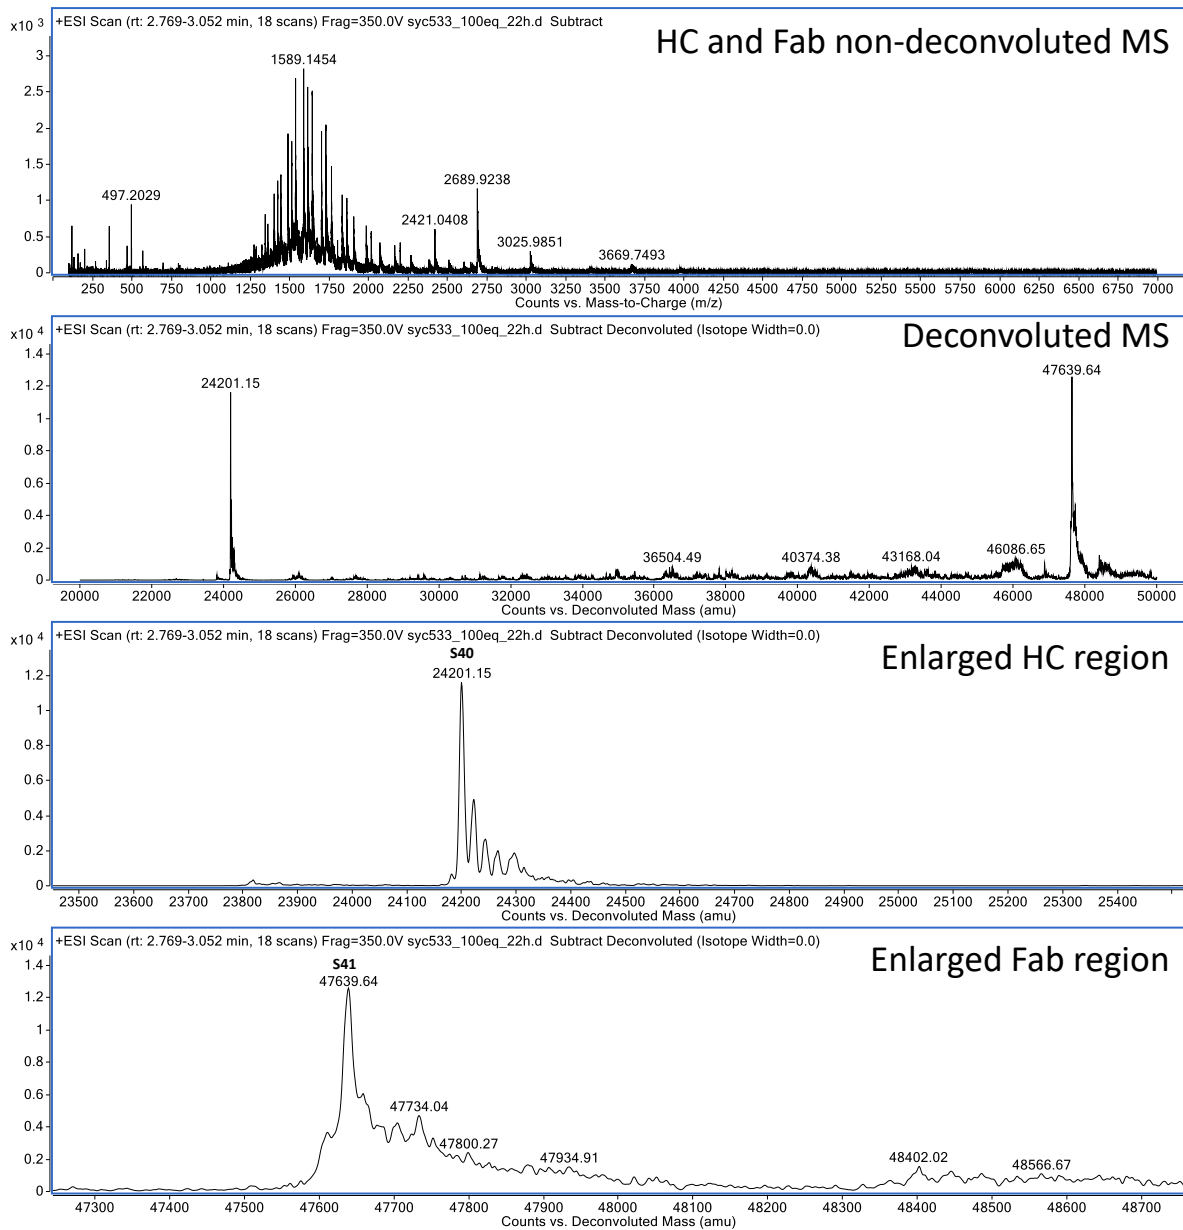 +ESI Scan (rt: 2.769-3.052 min, 18 scans) Frag=350.0V syc533_100eq_22h.d Subtract
HC and Fab non-deconvoluted MS
x10 3
3
2.5
2
1.5
1
0.5
0
497.2029
1589.1454
2421.0408
2689.9238
3025.9851
3669.7493
250 500 750 1000 1250 1500 1750 2000 2250 2500 2750 3000 3250 3500 3750 4000 4250 4500 4750 5000 5250 5500 5750 6000 6250 6500 6750 7000
Counts vs. Mass-to-Charge (m/z)
+ESI Scan (rt: 2.769-3.052 min, 18 scans) Frag=350.0V syc533_100eq_22h.d Subtract Deconvoluted (Isotope Width=0.0)
Deconvoluted MS
x10 4
1.4
1.2
1
0.8
0.6
0.4
0.2
0
24201.15
36504.49
40374.38
43168.04
46086.65
47639.64
20000 22000 24000 26000 28000 30000 32000 34000 36000 38000 40000 42000 44000 46000 48000 50000
Counts vs. Deconvoluted Mass (amu)
+ESI Scan (rt: 2.769-3.052 min, 18 scans) Frag=350.0V syc533_100eq_22h.d Subtract Deconvoluted (Isotope Width=0.0)
Enlarged HC region
x10 4
1.2
1
0.8
0.6
0.4
0.2
0
S40
24201.15
23500 23600 23700 23800 23900 24000 24100 24200 24300 24400 24500 24600 24700 24800 24900 25000 25100 25200 25300 25400
Counts vs. Deconvoluted Mass (amu)
+ESI Scan (rt: 2.769-3.052 min, 18 scans) Frag=350.0V syc533_100eq_22h.d Subtract Deconvoluted (Isotope Width=0.0)
Enlarged Fab region
x10 4
1.4
1.2
1
0.8
0.6
0.4
0.2
0
S41
47639.64
47734.04
47800.27
47934.91
48402.02
48566.67
47300 47400 47500 47600 47700 47800 47900 48000 48100 48200 48300 48400 48500 48600 48700
Counts vs. Deconvoluted Mass (amu)